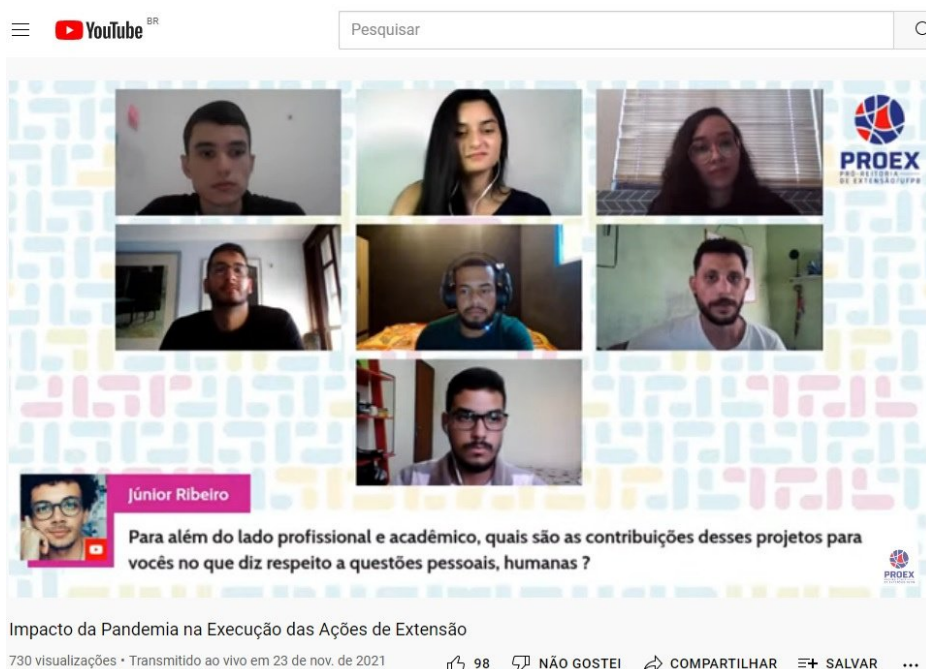 YouTube BR
Pesquisar
PROEX
PRÓ-REITORIA
DE EXTENSÃO/UFPB
Júnior Ribeiro
Para além do lado profissional e acadêmico, quais são as contribuições desses projetos para
vocês no que diz respeito a questões pessoais, humanas ?
PROEX
Impacto da Pandemia na Execução das Ações de Extensão
730 visualizações • Transmitido ao vivo em 23 de nov. de 2021
98 NÃO GOSTEI COMPARTILHAR SALVAR